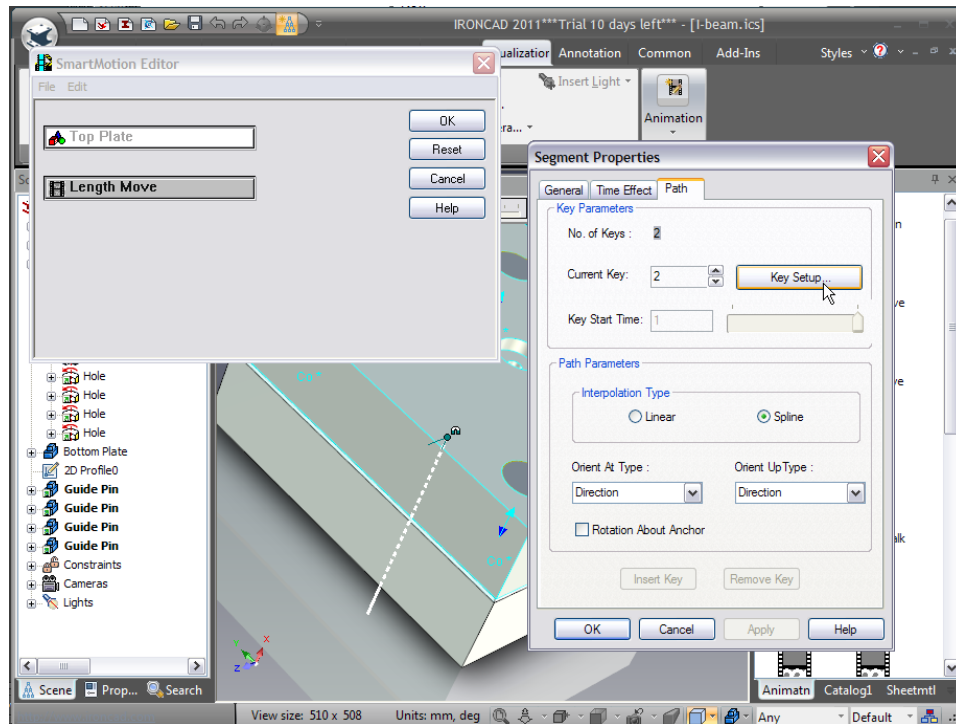 IRONCAD 2011***Trial 10 days left*** - [I-beam.ics]
ualizatior Annotation Common Add-Ins Styles
SmartMotion Editor
File Edit
Insert Light
Animation
OK
Top Plate
Reset
Length Move
Cancel
Help
Segment Properties
General Time Effect Path
Key Parameters
No. of Keys : 2
Current Key: 2 Key Setup...
Key Start Time: 1
Path Parameters
Interpolation Type
Linear Spline
Orient At Type : Orient Up Type :
Direction Direction
Rotation About Anchor
Insert Key Remove Key
OK Cancel Apply Help
Hole
Hole
Hole
Hole
Bottom Plate
2D Profile0
Guide Pin
Guide Pin
Guide Pin
Guide Pin
Constraints
Cameras
Lights
X
Y
Z
Scene Prop... Search
Animatn Catalog1 Sheetmtl
View size: 510 x 508 Units: mm, deg Any Default